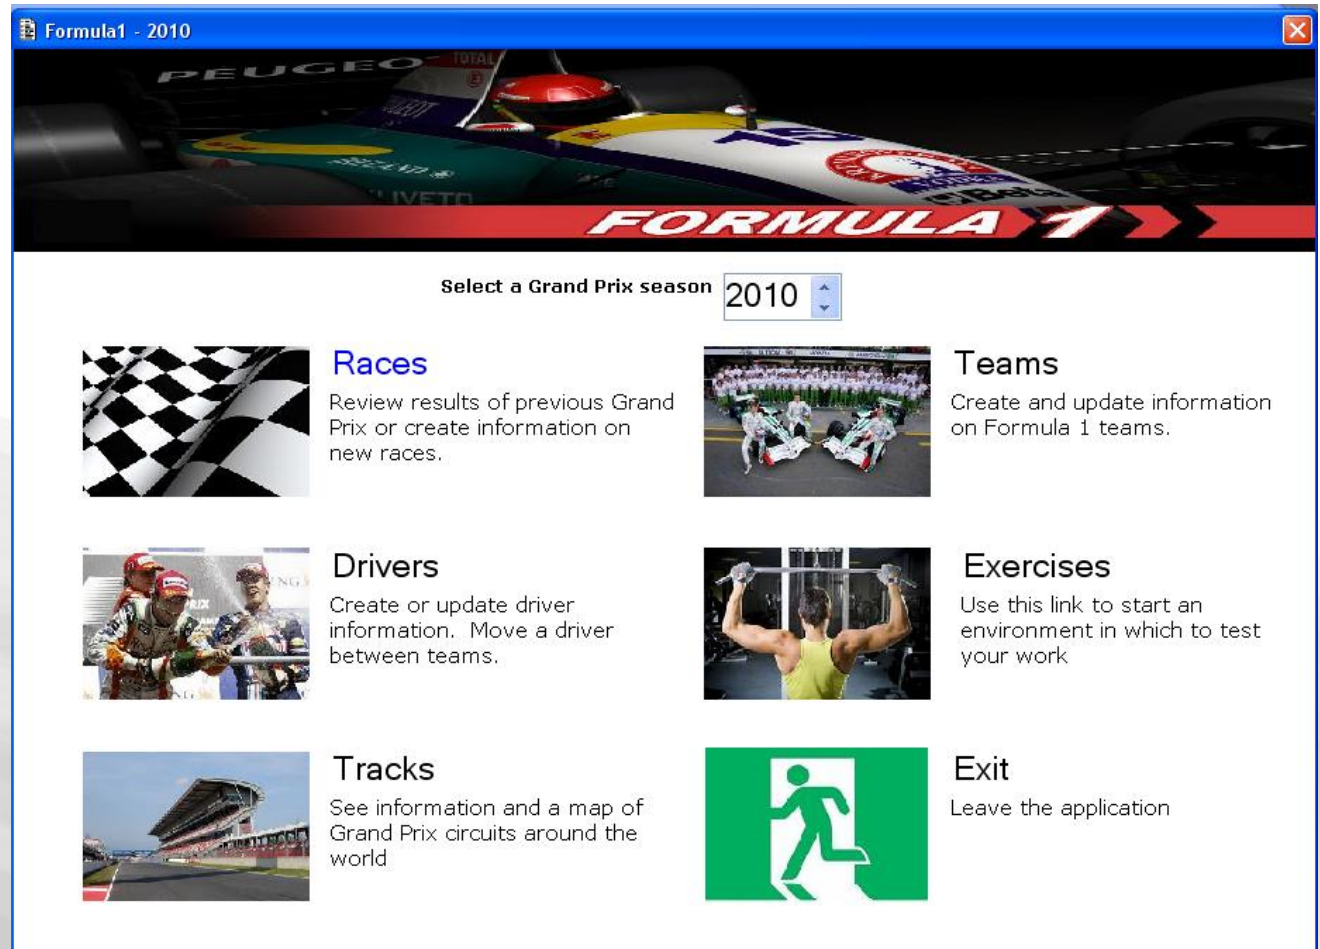 Formula1 - 2010
PEUGEO
TOTAL
FORMULA 1
Select a Grand Prix season 2010
Races
Review results of previous Grand
Prix or create information on
new races.
Teams
Create and update information
on Formula 1 teams.
Drivers
Create or update driver
information.  Move a driver
between teams.
Exercises
Use this link to start an
environment in which to test
your work
Tracks
See information and a map of
Grand Prix circuits around the
world
Exit
Leave the application